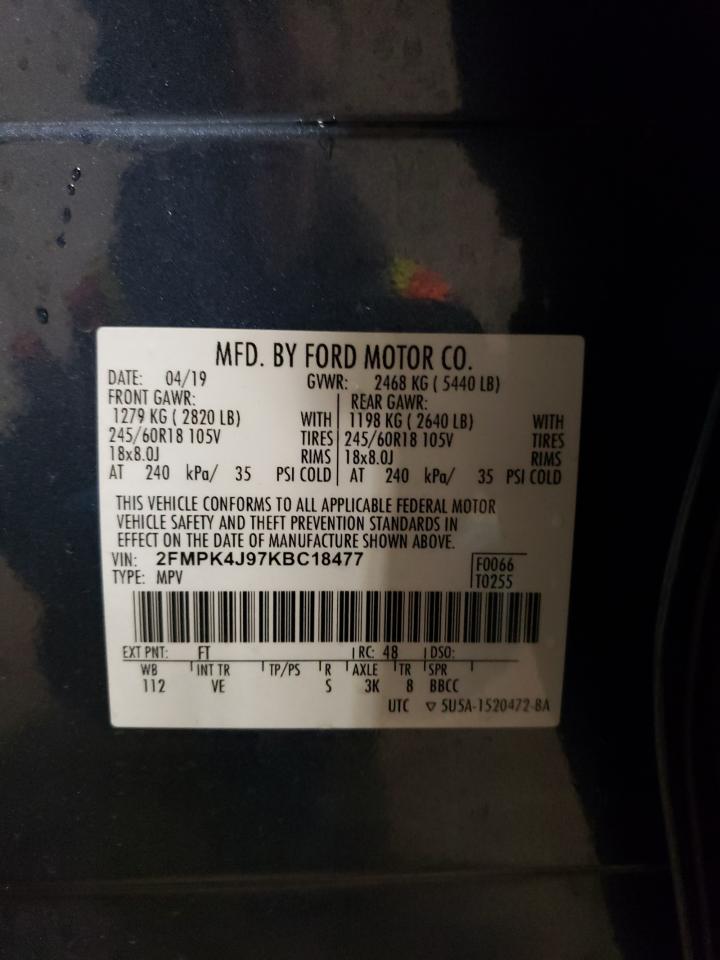 MFD. BY FORD MOTOR CO.
DATE: 04/19 GVWR: 2468 KG ( 5440 LB)
FRONT GAWR: REAR GAWR:
1279 KG ( 2820 LB) WITH 1198 KG ( 2640 LB) WITH
245/60R18 105V TIRES 245/60R18 105V TIRES
18x8.0J RIMS 18x8.0J RIMS
AT 240 kPa/ 35 PSI COLD AT 240 kPa/ 35 PSI COLD
THIS VEHICLE CONFORMS TO ALL APPLICABLE FEDERAL MOTOR
VEHICLE SAFETY AND THEFT PREVENTION STANDARDS IN
EFFECT ON THE DATE OF MANUFACTURE SHOWN ABOVE.
VIN: 2FMPK4J97KBC18477 F0066
TYPE: MPV T0255
EXT PNT: FT RC: 48 DSO:
WB INT TR TP/PS R AXLE TR SPR
112 VE S 3K 8 BBCC
UTC ▽ 5U5A-1520472-BA